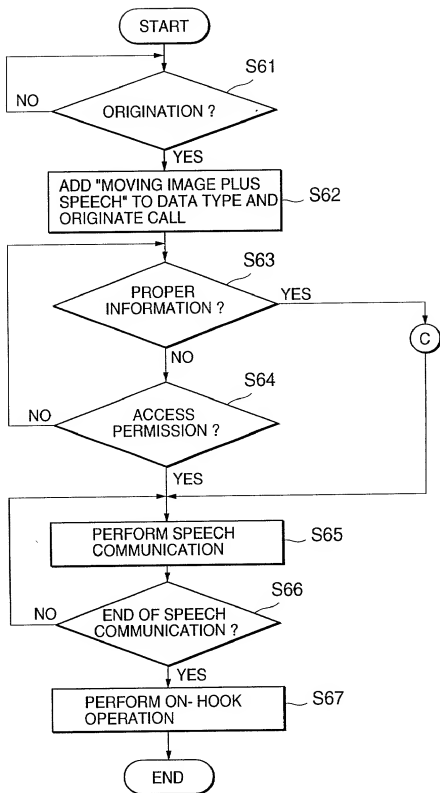 START
S61
NO
ORIGINATION ?
YES
ADD "MOVING IMAGE PLUS
SPEECH" TO DATA TYPE AND
ORIGINATE CALL
S62
S63
PROPER
INFORMATION ?
YES
C
NO
S64
NO
ACCESS
PERMISSION ?
YES
PERFORM SPEECH
COMMUNICATION
S65
S66
NO
END OF SPEECH
COMMUNICATION ?
YES
PERFORM ON- HOOK
OPERATION
S67
END